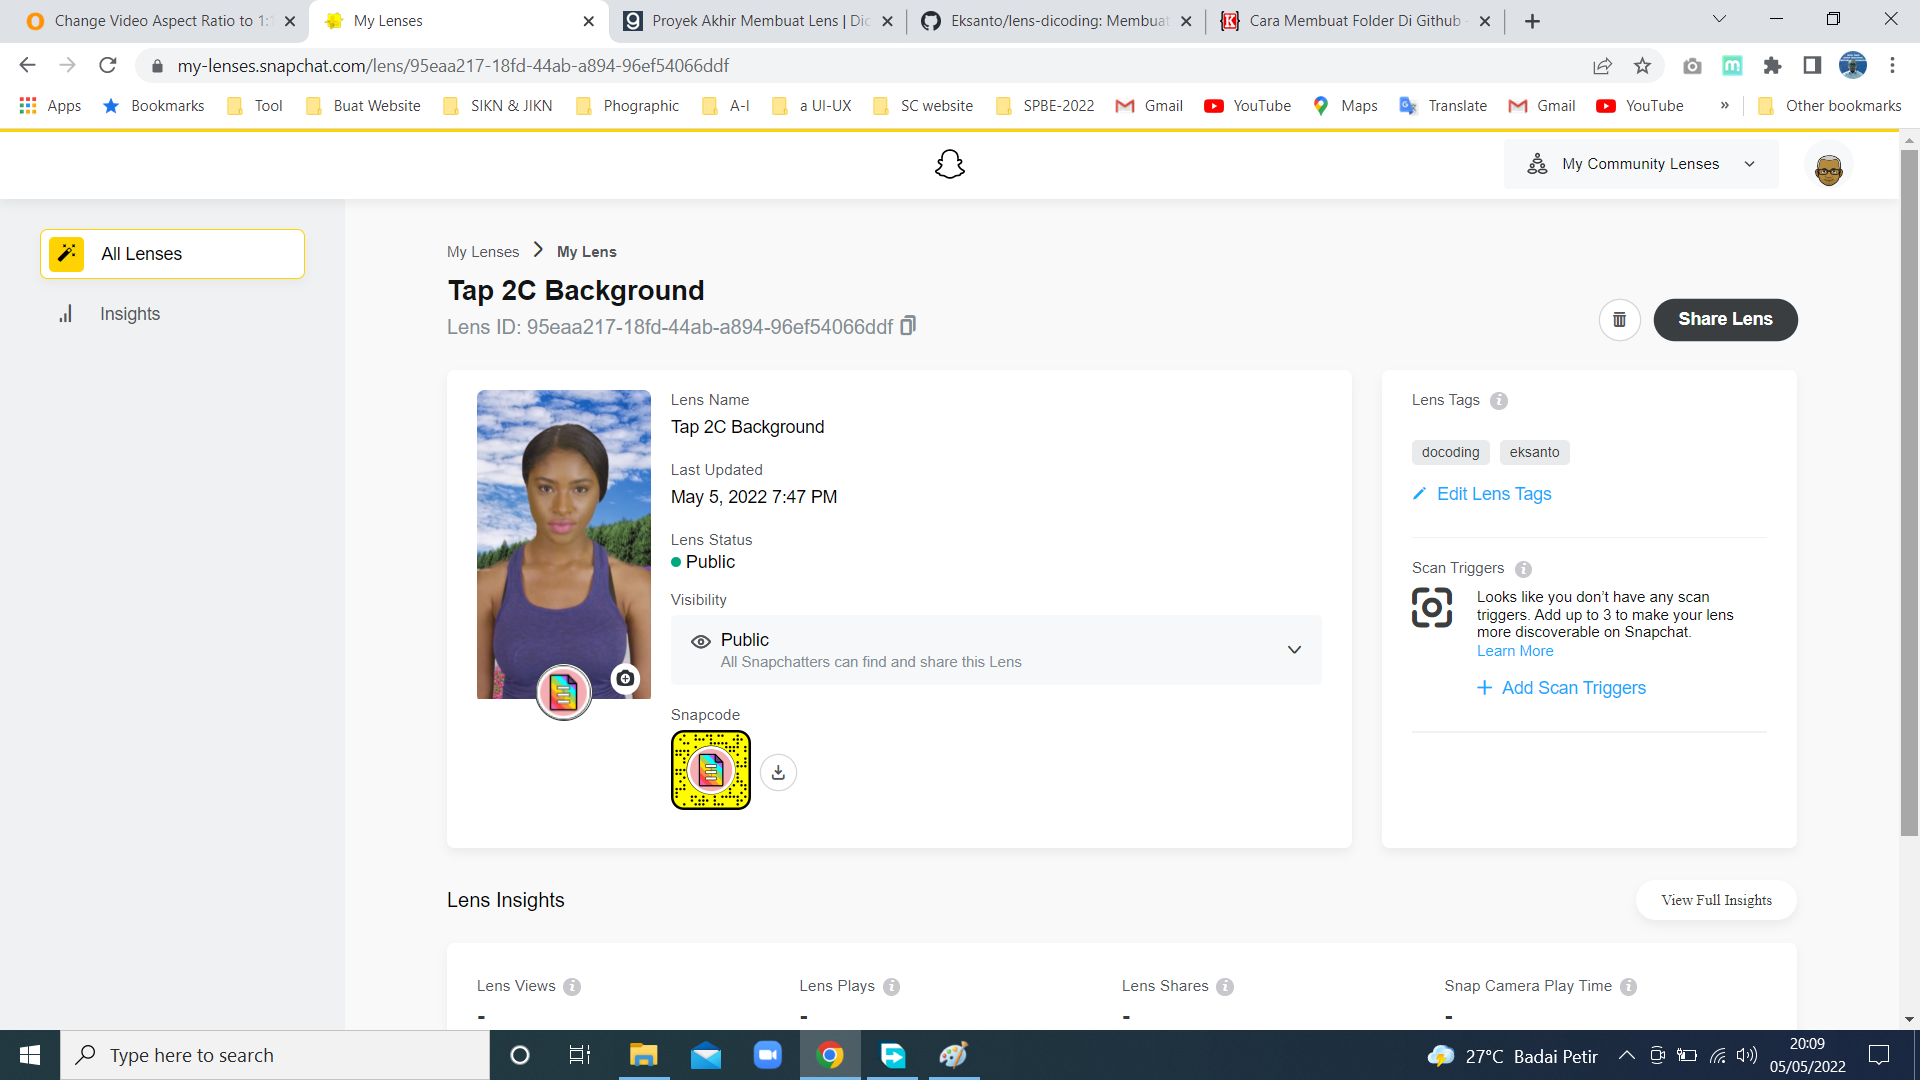 Change Video Aspect Ratio to 1:1
My Lenses
Proyek Akhir Membuat Lens | Dic
Eksanto/lens-dicoding: Membuat
Cara Membuat Folder Di Github -
my-lenses.snapchat.com/lens/95eaa217-18fd-44ab-a894-96ef54066ddf
Apps
Bookmarks
Tool
Buat Website
SIKN & JIKN
Phographic
A-I
a UI-UX
SC website
SPBE-2022
Gmail
YouTube
Maps
Translate
Gmail
YouTube
»
Other bookmarks
My Community Lenses
All Lenses
Insights
My Lenses > My Lens
Tap 2C Background
Lens ID: 95eaa217-18fd-44ab-a894-96ef54066ddf
Share Lens
Lens Name
Tap 2C Background
Last Updated
May 5, 2022 7:47 PM
Lens Status
Public
Visibility
Public
All Snapchatters can find and share this Lens
Snapcode
Lens Tags
docoding eksanto
Edit Lens Tags
Scan Triggers
Looks like you don't have any scan
triggers. Add up to 3 to make your lens
more discoverable on Snapchat.
Learn More
+ Add Scan Triggers
Lens Insights
View Full Insights
Lens Views
-
Lens Plays
-
Lens Shares
-
Snap Camera Play Time
-
Type here to search
27°C Badai Petir
20:09
05/05/2022